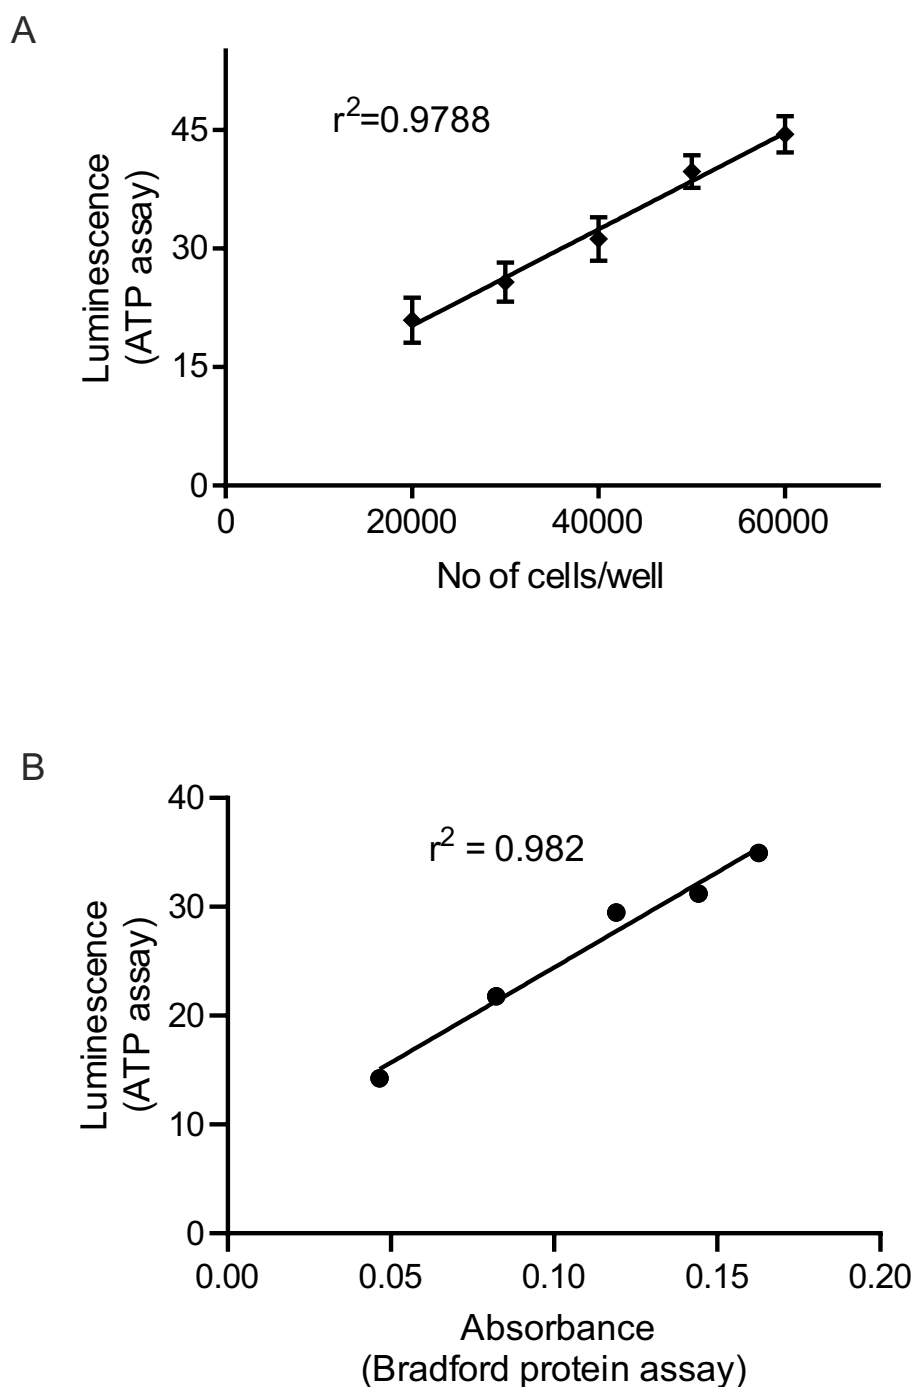 A
r²=0.9788
Luminescence
(ATP assay)
45
30
15
0
0 20000 40000 60000
No of cells/well
B
r² = 0.982
Luminescence
(ATP assay)
40
30
20
10
0
0.00 0.05 0.10 0.15 0.20
Absorbance
(Bradford protein assay)